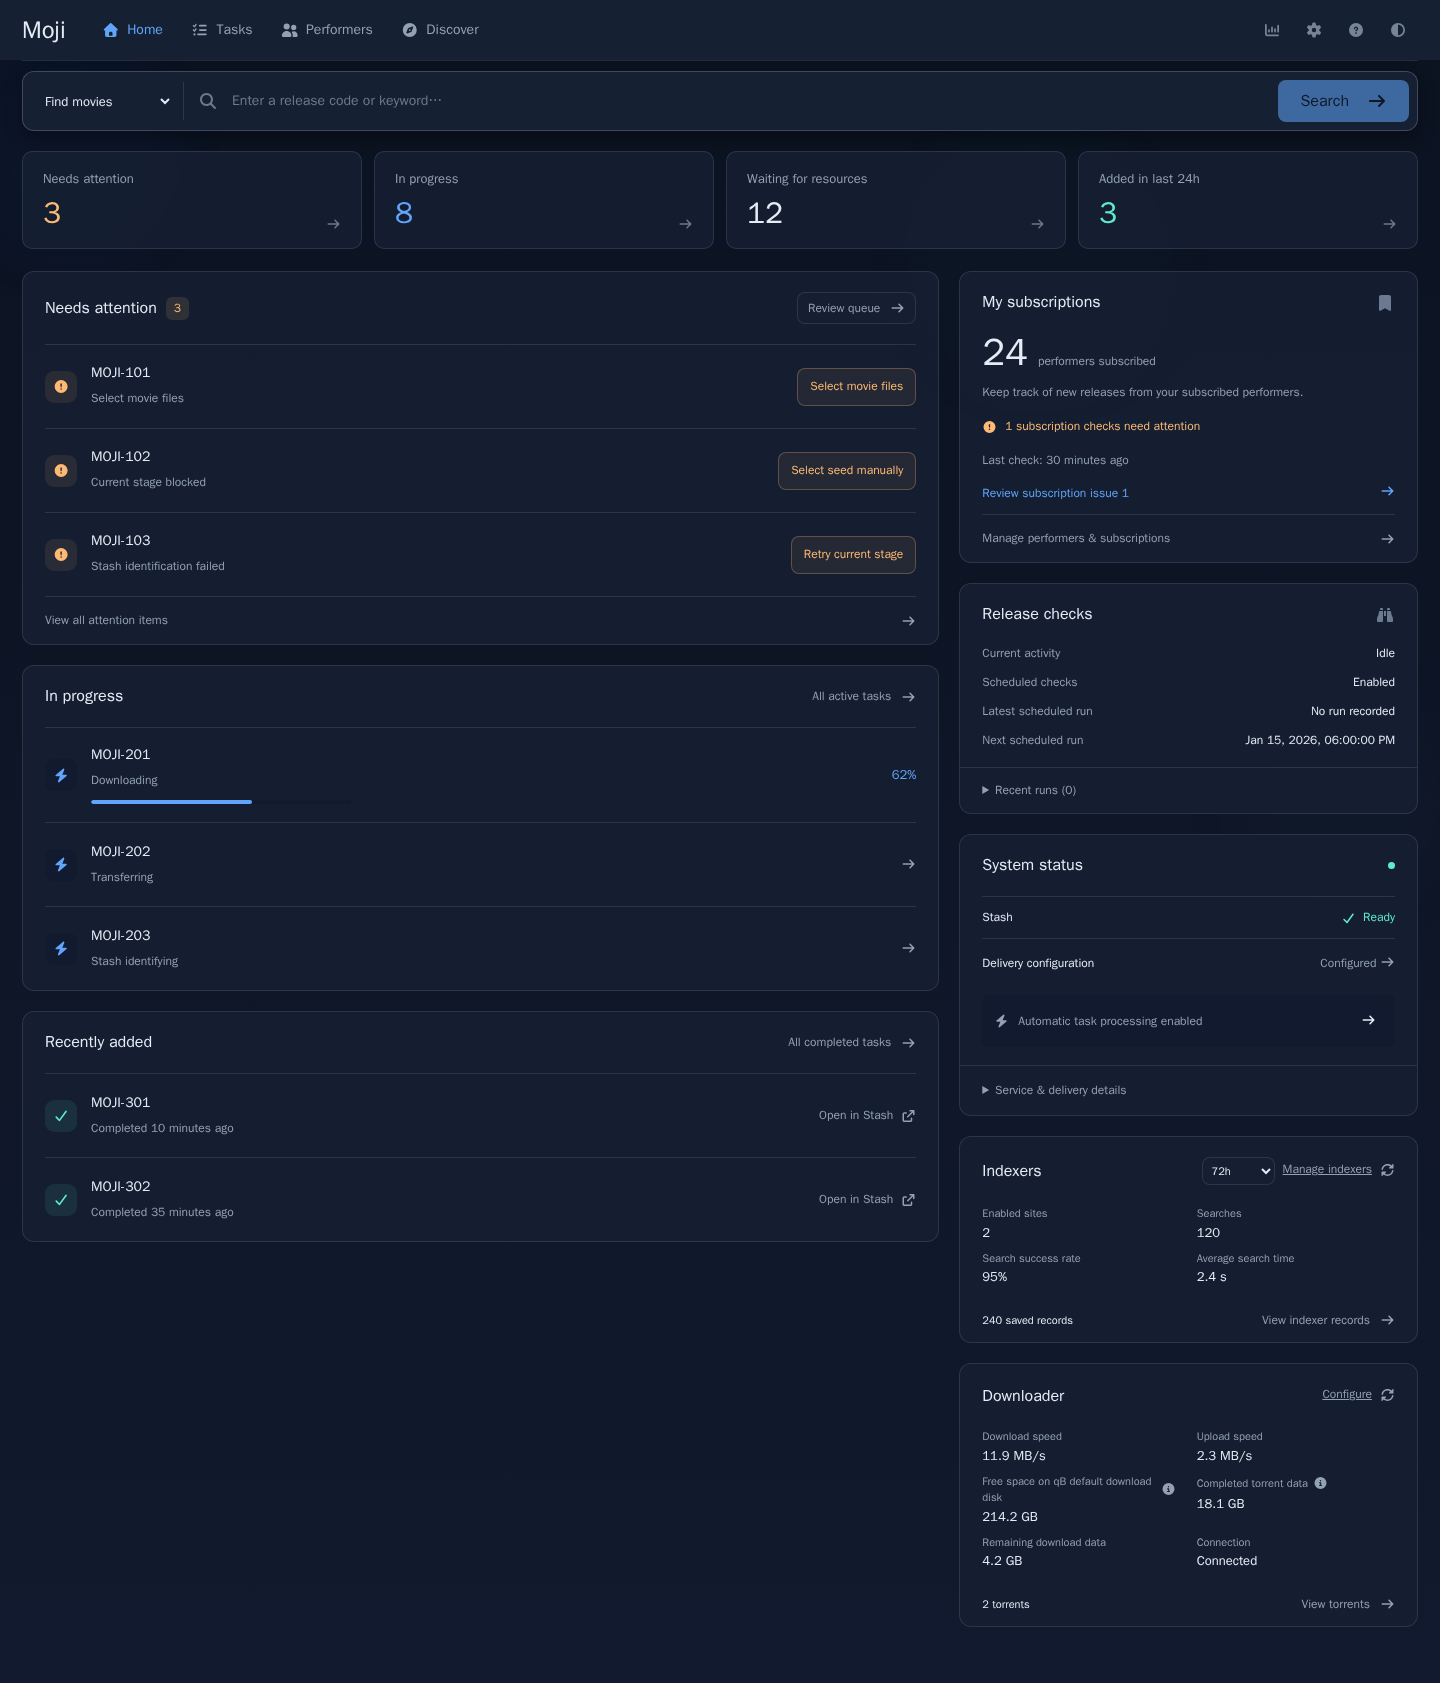 Moji
Home
Tasks
Performers
Discover
Find movies
Enter a release code or keyword…
Search
Needs attention
3
In progress
8
Waiting for resources
12
Added in last 24h
3
Needs attention 3
Review queue
MOJI-101
Select movie files
Select movie files
MOJI-102
Current stage blocked
Select seed manually
MOJI-103
Stash identification failed
Retry current stage
View all attention items
In progress
All active tasks
MOJI-201
Downloading
62%
MOJI-202
Transferring
MOJI-203
Stash identifying
Recently added
All completed tasks
MOJI-301
Completed 10 minutes ago
Open in Stash
MOJI-302
Completed 35 minutes ago
Open in Stash
My subscriptions
24 performers subscribed
Keep track of new releases from your subscribed performers.
1 subscription checks need attention
Last check: 30 minutes ago
Review subscription issue 1
Manage performers & subscriptions
Release checks
Current activity Idle
Scheduled checks Enabled
Latest scheduled run No run recorded
Next scheduled run Jan 15, 2026, 06:00:00 PM
Recent runs (0)
System status
Stash Ready
Delivery configuration Configured
Automatic task processing enabled
Service & delivery details
Indexers
72h
Manage indexers
Enabled sites
2
Searches
120
Search success rate
95%
Average search time
2.4 s
240 saved records
View indexer records
Downloader
Configure
Download speed
11.9 MB/s
Upload speed
2.3 MB/s
Free space on qB default download
disk
214.2 GB
Completed torrent data
18.1 GB
Remaining download data
4.2 GB
Connection
Connected
2 torrents
View torrents